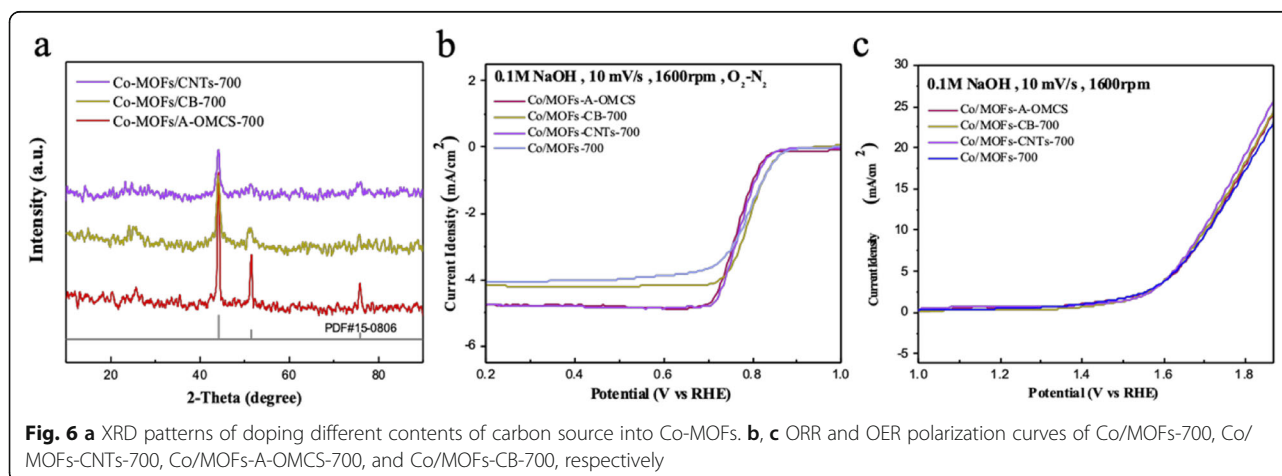 a
Co-MOFs/CNTs-700
Co-MOFs/CB-700
Co-MOFs/A-OMCS-700
PDF#15-0806
Intensity (a.u.)
20 40 60 80
2-Theta (degree)
b
0.1M NaOH , 10 mV/s , 1600rpm , O₂-N₂
Co/MOFs-A-OMCS
Co/MOFs-CB-700
Co/MOFs-CNTs-700
Co/MOFs-700
2
0
-2
-4
-6
Current Idensity (mA/cm²)
0.2 0.4 0.6 0.8 1.0
Potential (V vs RHE)
c
0.1M NaOH , 10 mV/s , 1600rpm
Co/MOFs-A-OMCS
Co/MOFs-CB-700
Co/MOFs-CNTs-700
Co/MOFs-700
30
25
20
15
10
5
0
-5
Current Idensity (mA/cm²)
1.0 1.2 1.4 1.6 1.8
Potential (V vs RHE)
Fig. 6 a XRD patterns of doping different contents of carbon source into Co-MOFs. b, c ORR and OER polarization curves of Co/MOFs-700, Co/
MOFs-CNTs-700, Co/MOFs-A-OMCS-700, and Co/MOFs-CB-700, respectively